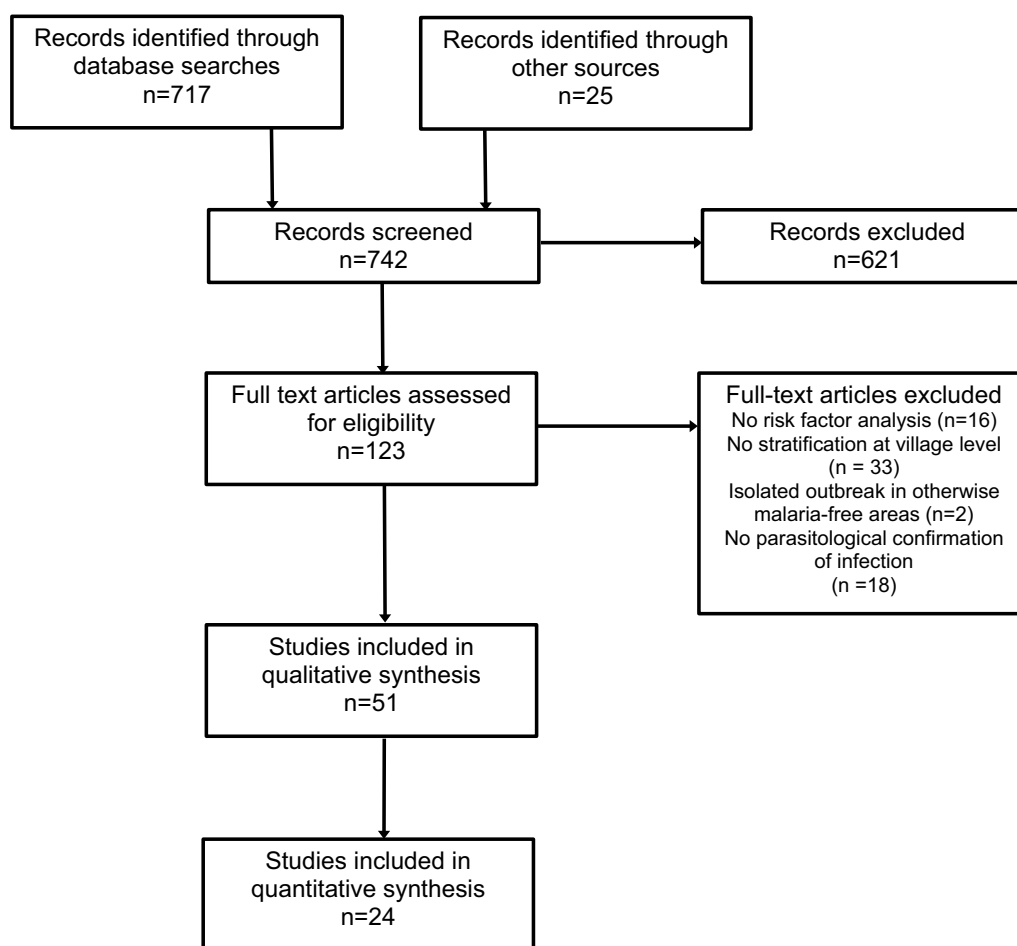 Records identified through
database searches
n=717
Records identified through
other sources
n=25
Records screened
n=742
Records excluded
n=621
Full text articles assessed
for eligibility
n=123
Full-text articles excluded
No risk factor analysis (n=16)
No stratification at village level
(n = 33)
Isolated outbreak in otherwise
malaria-free areas (n=2)
No parasitological confirmation
of infection
(n =18)
Studies included in
qualitative synthesis
n=51
Studies included in
quantitative synthesis
n=24